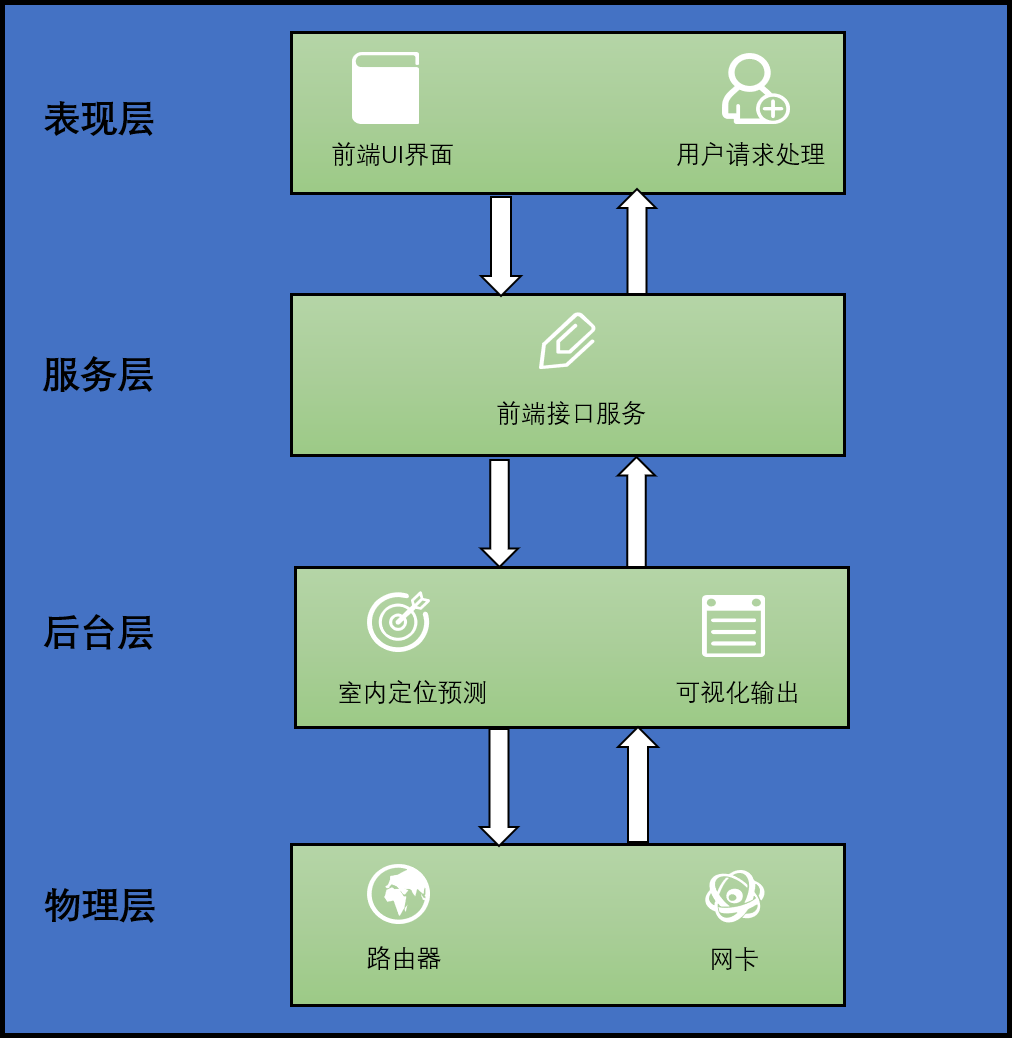 表现层
前端UI界面
用户请求处理
服务层
前端接口服务
后台层
室内定位预测
可视化输出
物理层
路由器
网卡